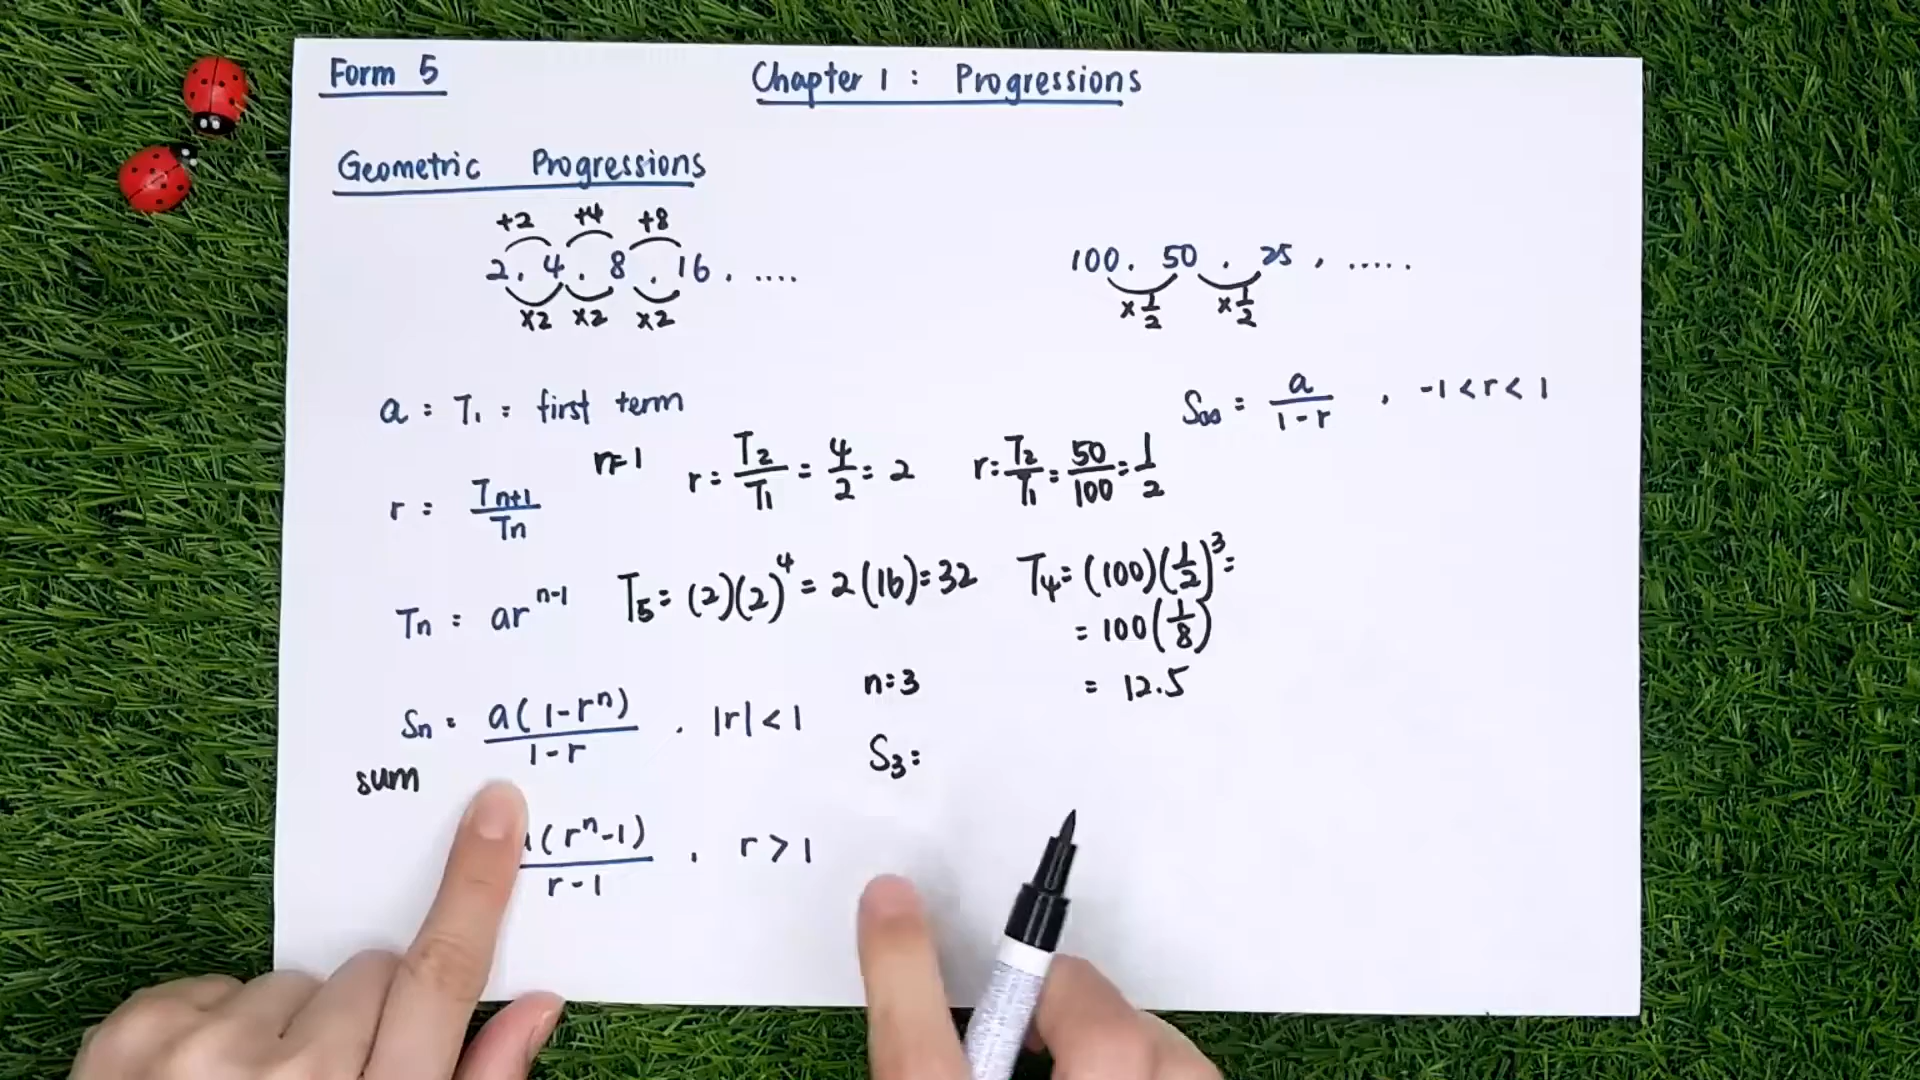 Form 5
Chapter 1 : Progressions
Geometric Progressions
+2 +4 +8
2, 4, 8, 16, ....
×2 ×2 ×2
100, 50, 25, .....
×1/2 ×1/2
a = T₁ = first term
S∞ = a/(1-r) , -1 < r < 1
n=1
r = Tn+1/Tn
r = T₂/T₁ = 4/2 = 2
r = T₂/T₁ = 50/100 = 1/2
Tn = ar^(n-1)
T₅ = (2)(2)^4 = 2(16) = 32
T₄ = (100)(1/2)^3 =
= 100(1/8)
= 12.5
Sn = a(1-r^n)/(1-r) , |r| < 1
sum
n = 3
S₃ =
(r^n-1)/(r-1) , r > 1